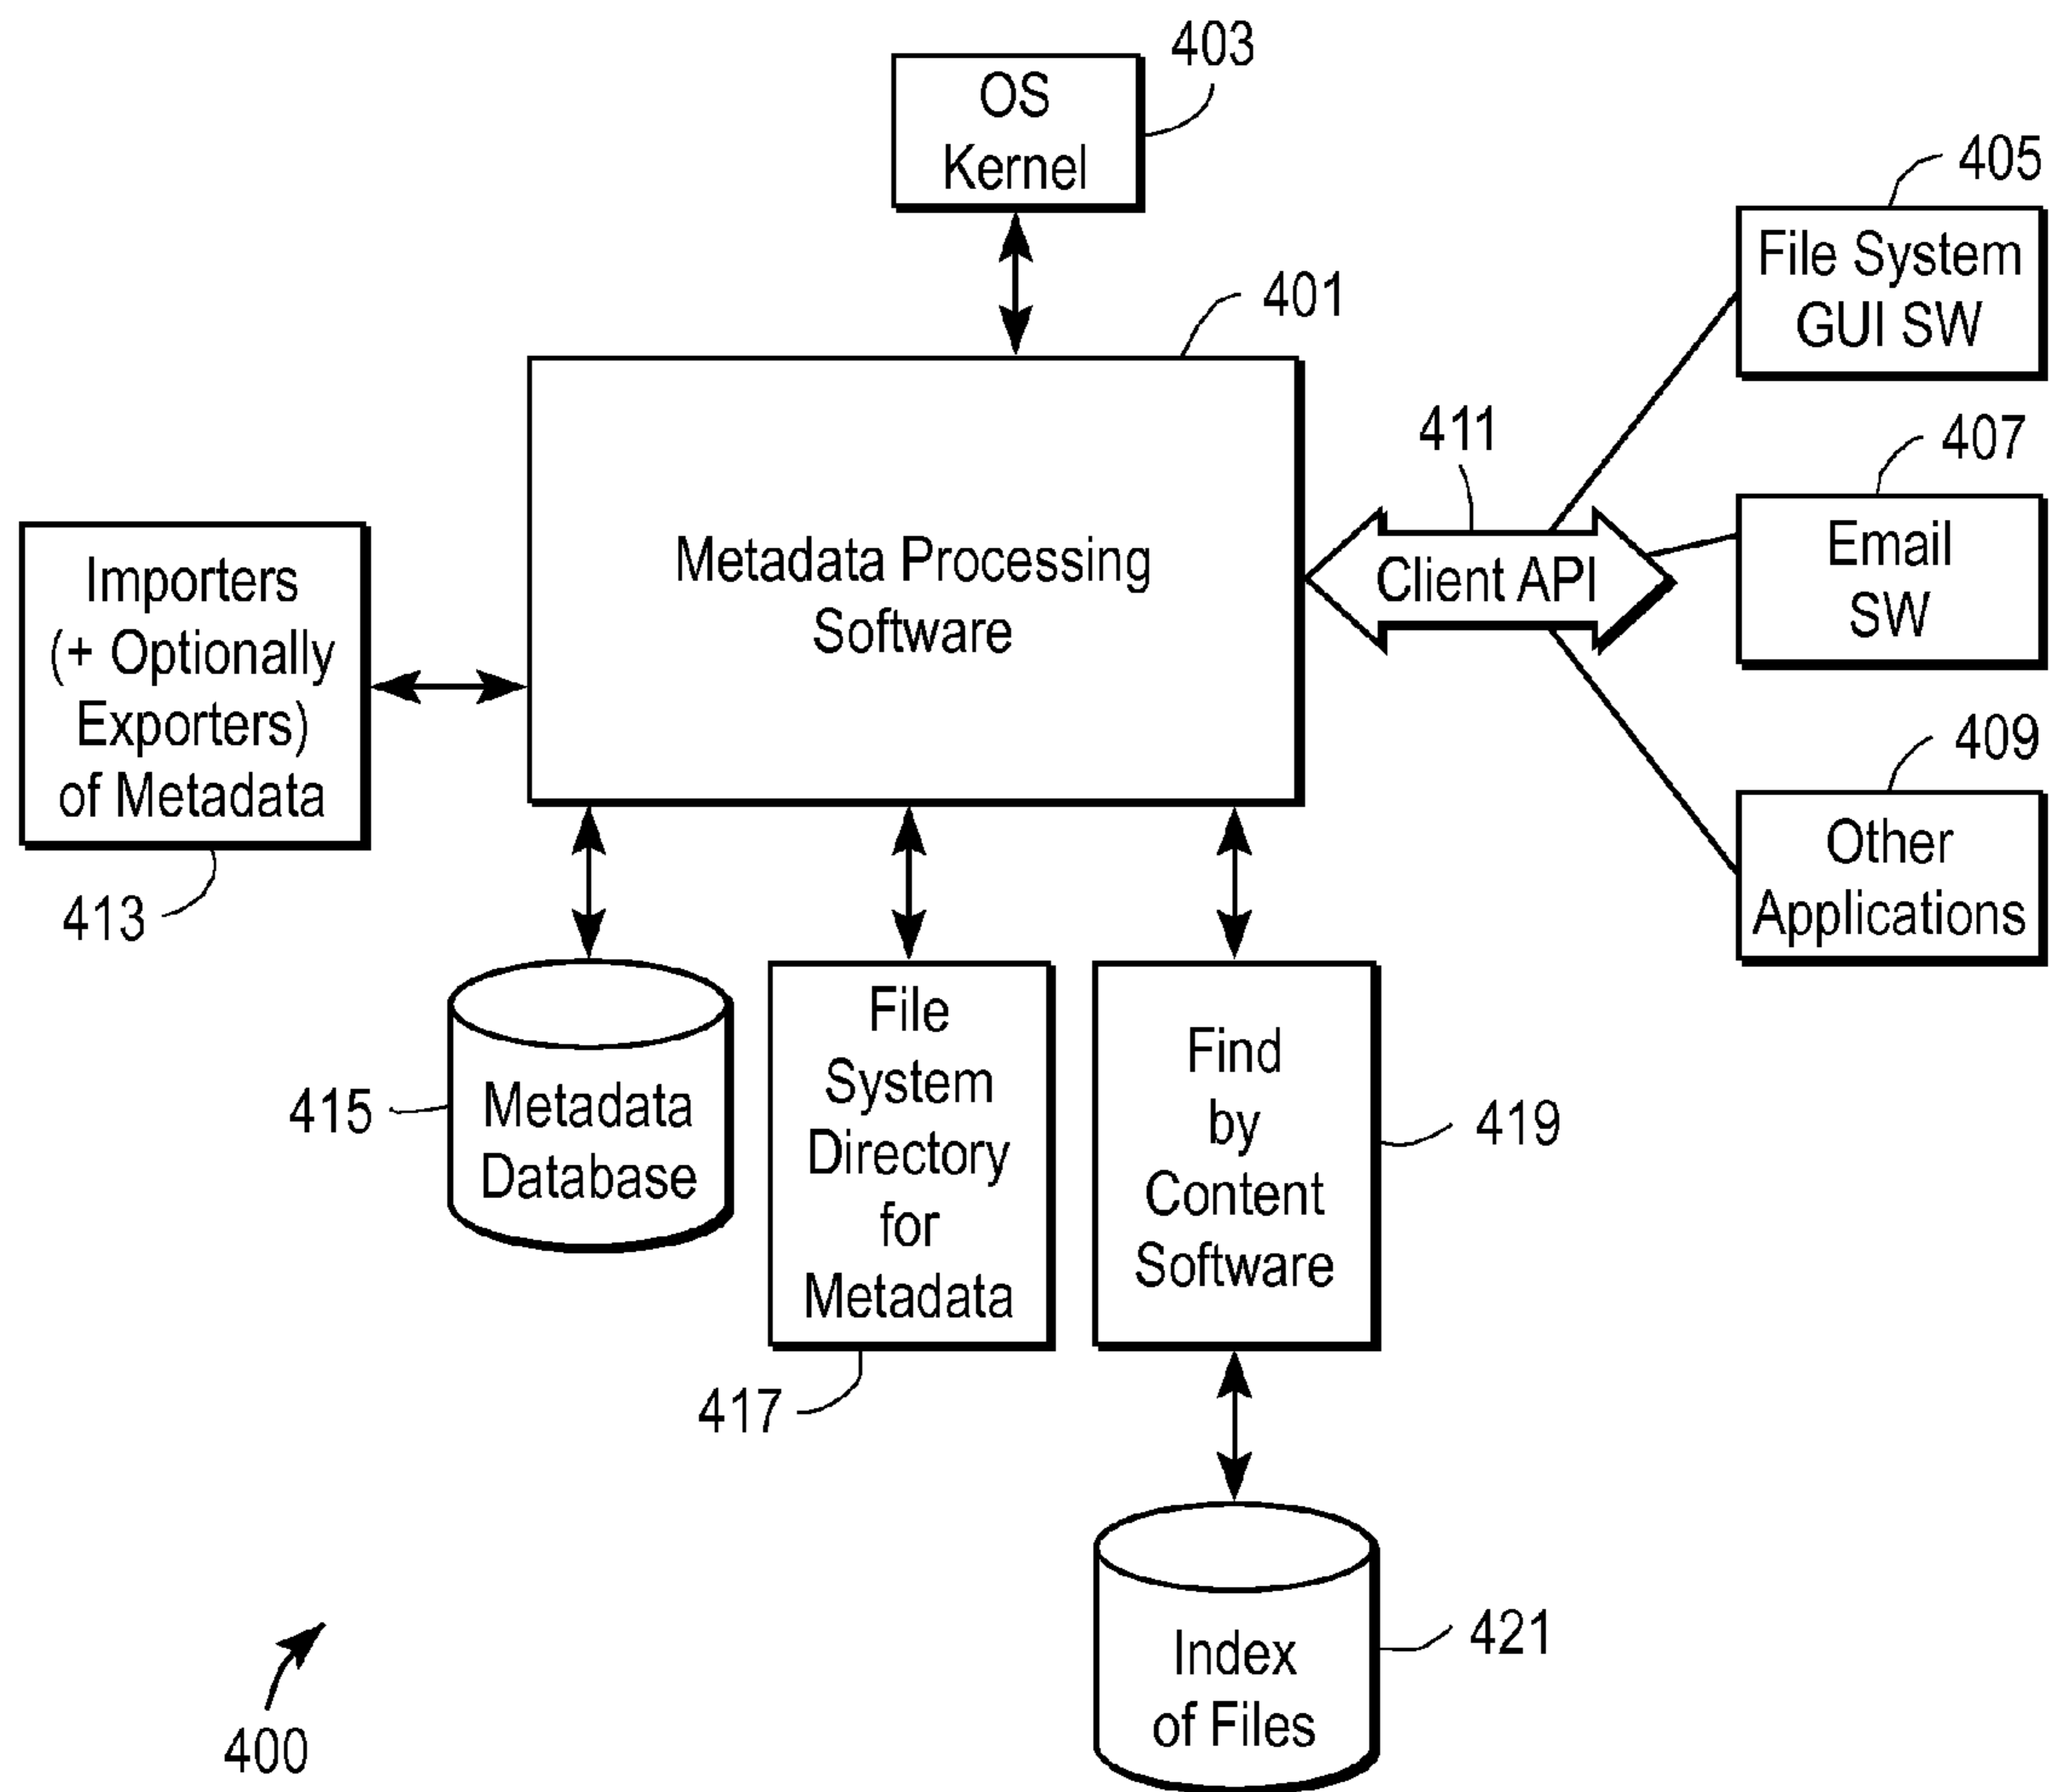 403
OS
Kernel
405
File System
GUI SW
401
411
407
Metadata Processing
Software
Client API
Email
SW
Importers
(+ Optionally
Exporters)
of Metadata
413
409
Other
Applications
415
Metadata
Database
File
System
Directory
for
Metadata
417
Find
by
Content
Software
419
Index
of Files
421
400